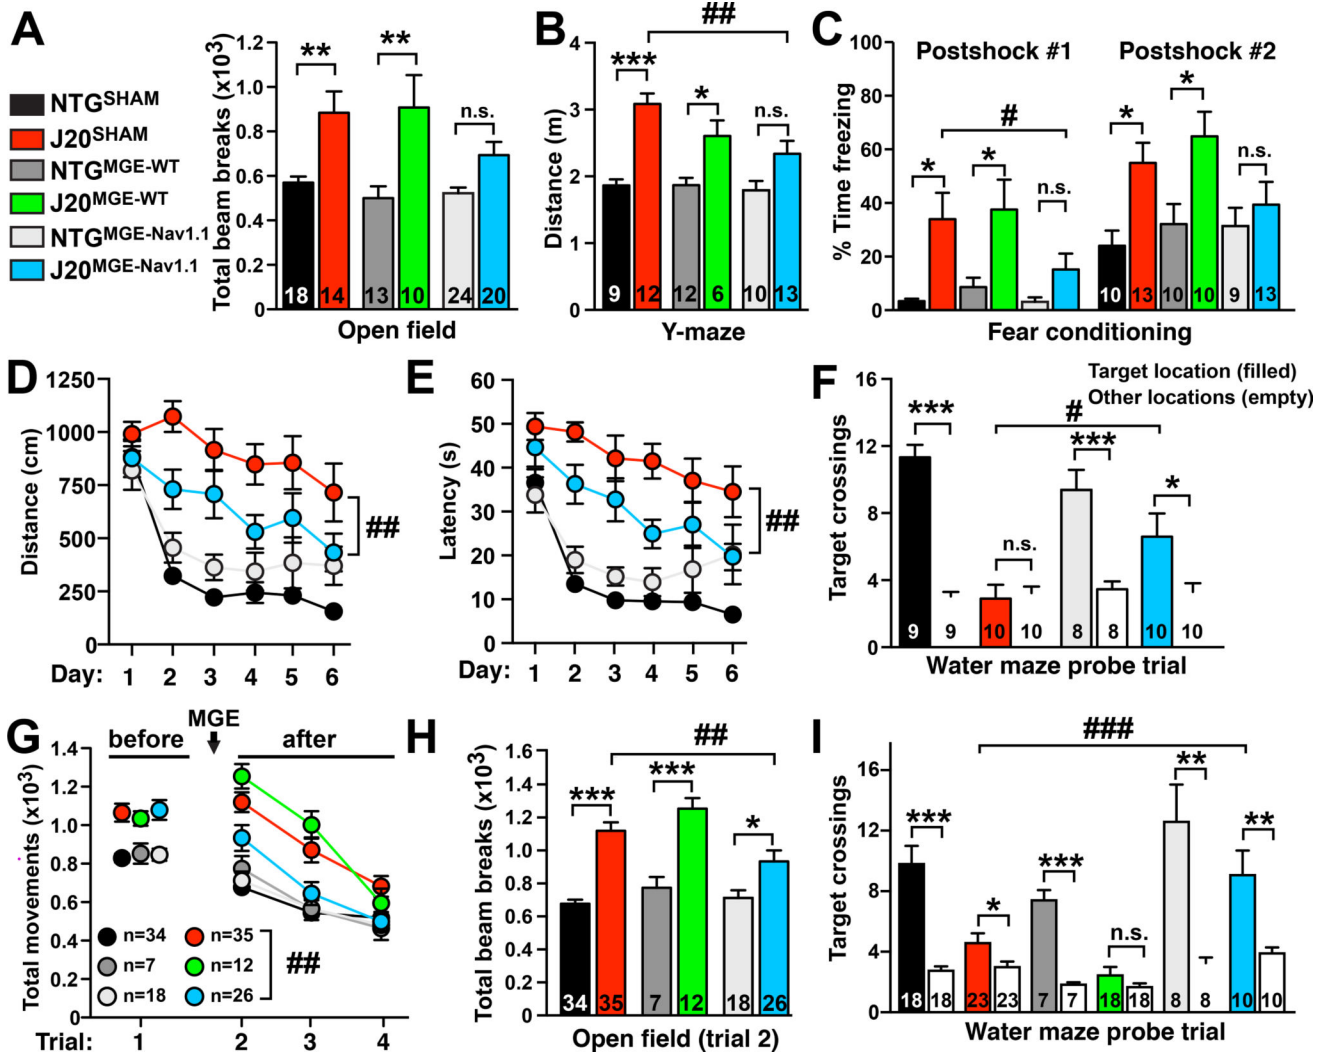 A
NTG^SHAM
J20^SHAM
NTG^MGE-WT
J20^MGE-WT
NTG^MGE-Nav1.1
J20^MGE-Nav1.1
Total beam breaks (x10³)
1.2
1.0
0.8
0.6
0.4
0.2
0
**
**
n.s.
18 14 13 10 24 20
Open field
B
Distance (m)
4
3
2
1
0
##
***
*
n.s.
9 12 12 6 10 13
Y-maze
C
% Time freezing
100
80
60
40
20
0
Postshock #1 Postshock #2
#
*
*
n.s.
*
*
n.s.
10 13 10 10 9 13
Fear conditioning
D
Distance (cm)
1250
1000
750
500
250
0
##
Day: 1 2 3 4 5 6
E
Latency (s)
60
50
40
30
20
10
0
##
Day: 1 2 3 4 5 6
F
Target crossings
16
12
8
4
0
Target location (filled)
Other locations (empty)
#
***
n.s.
***
*
9 9 10 10 8 8 10 10
Water maze probe trial
G
Total movements (x10³)
MGE
before after
1.4
1.2
1.0
0.8
0.6
0.4
0.2
0
n=34 n=35
n=7 n=12
n=18 n=26
##
Trial: 1 2 3 4
H
Total beam breaks (x10³)
1.6
1.4
1.2
1.0
0.8
0.6
0.4
0.2
0
##
***
***
*
34 35 7 12 18 26
Open field (trial 2)
I
Target crossings
16
12
8
4
0
###
***
*
***
n.s.
**
**
18 18 23 23 7 7 18 18 8 8 10 10
Water maze probe trial